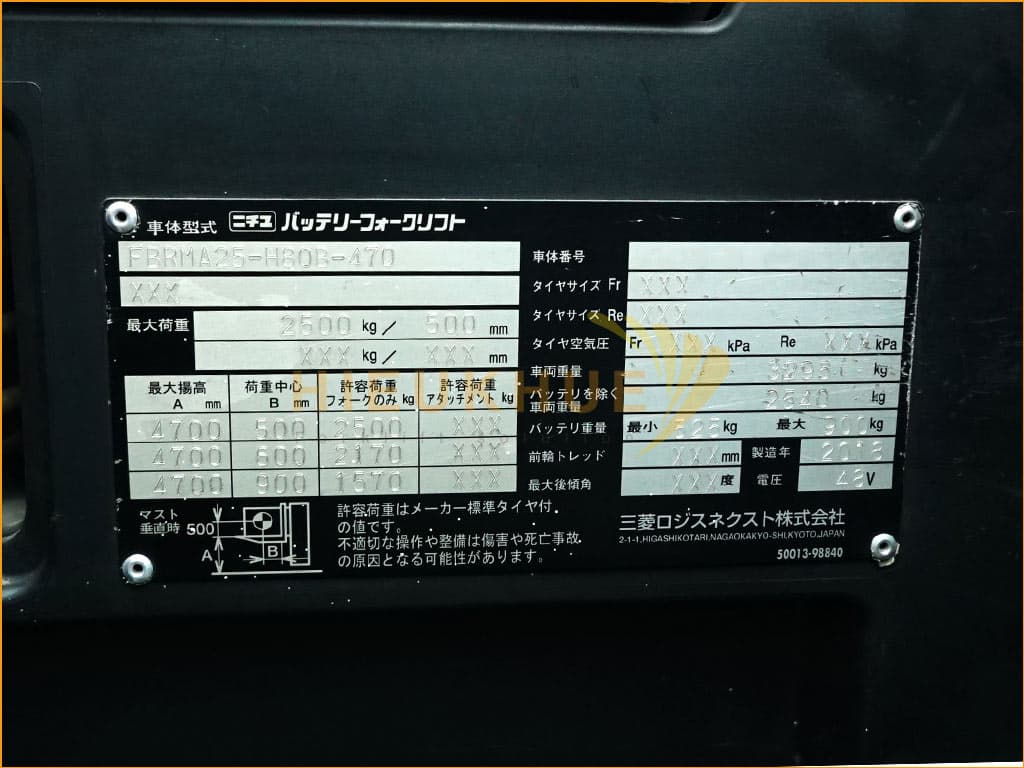 車体型式 ニチユ バッテリーフォークリフト
FBRMA25-H80B-470
XXX
最大荷重 2500 kg/ 500 mm
XXX kg/ XXX mm
最大揚高 A mm 荷重中心 B mm 許容荷重 フォークのみ kg 許容荷重 アタッチメント kg
4700 500 2500 XXX
4700 600 2170 XXX
4700 900 1570 XXX
マスト垂直時 500 A B
許容荷重はメーカー標準タイヤ付.
の値です。
不適切な操作や整備は傷害や死亡事故.
の原因となる可能性があります。
車体番号
タイヤサイズ Fr XXX
タイヤサイズ Re XXX
タイヤ空気圧 Fr XXX kPa Re XXX kPa
車両重量 kg
バッテリを除く車両重量 2540 kg
バッテリ重量 最小 625 kg 最大 900 kg
前輪トレッド XXX mm 製造年 2018
最大後傾角 XXX 度 電圧 48 V
三菱ロジスネクスト株式会社
2-1-1,HIGASHIKOTARI,NAGAOKAKYO-SHI,KYOTO,JAPAN
50013-98840
HIEUKHUE